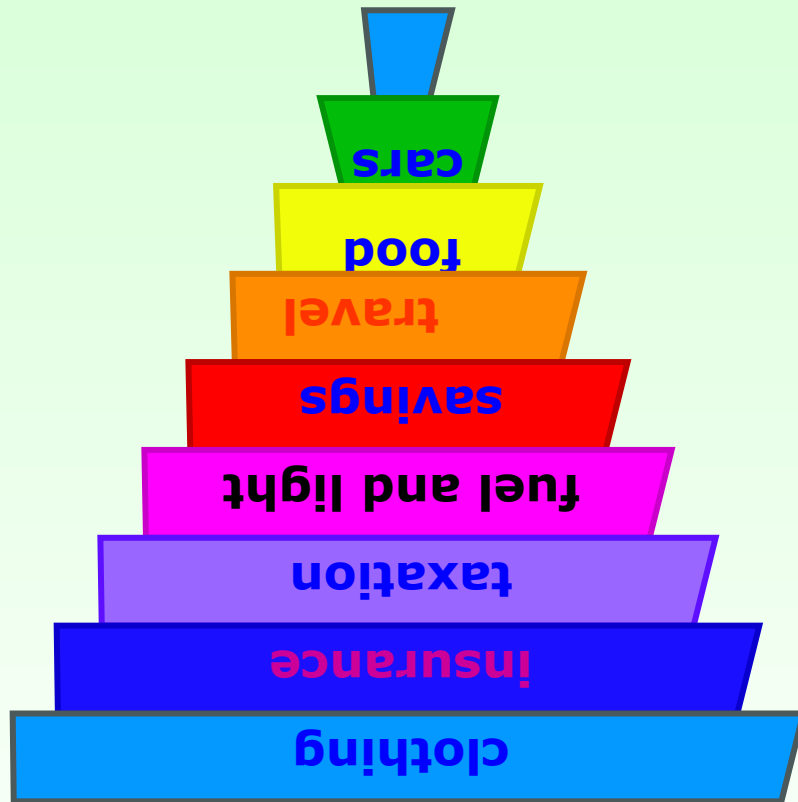 clothing
insurance
taxation
fuel and light
savings
travel
food
cars